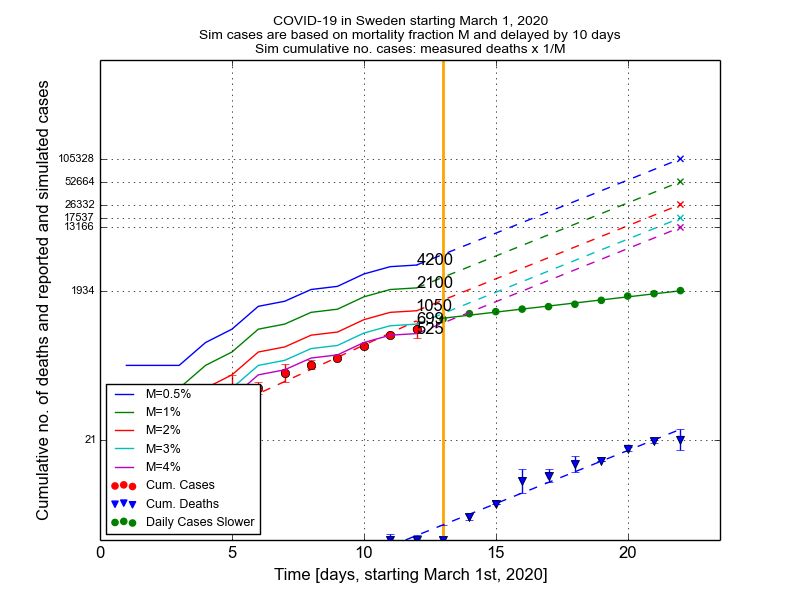 COVID-19 in Sweden starting March 1, 2020
Sim cases are based on mortality fraction M and delayed by 10 days
Sim cumulative no. cases: measured deaths x 1/M
Cumulative no. of deaths and reported and simulated cases
105328
52664
26332
17537
13166
1934
21
4200
2100
1050
699
525
M=0.5%
M=1%
M=2%
M=3%
M=4%
Cum. Cases
Cum. Deaths
Daily Cases Slower
0 5 10 15 20
Time [days, starting March 1st, 2020]